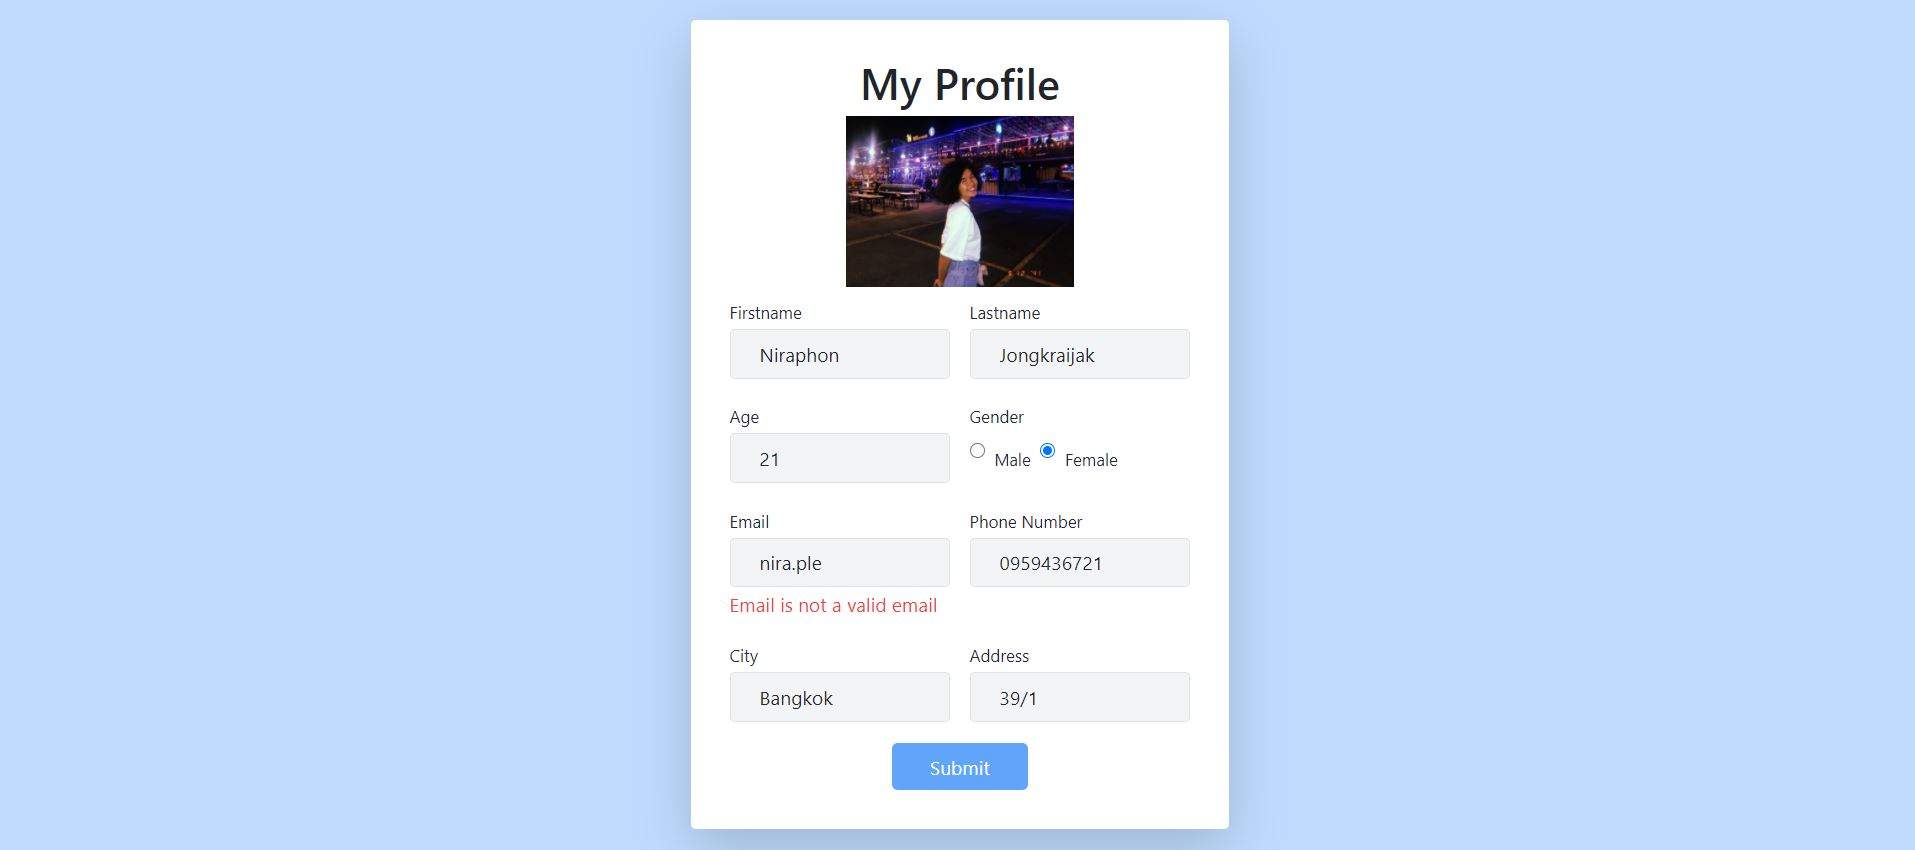 My Profile
Firstname Lastname
Niraphon Jongkraijak
Age Gender
21 Male Female
Email Phone Number
nira.ple 0959436721
Email is not a valid email
City Address
Bangkok 39/1
Submit